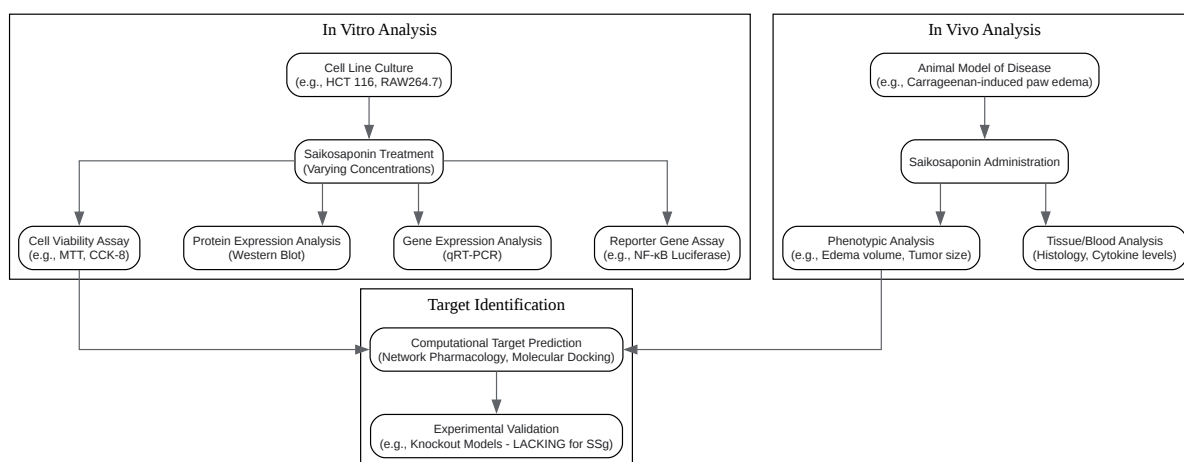 In Vitro Analysis
Cell Line Culture
(e.g., HCT 116, RAW264.7)
Saikosaponin Treatment
(Varying Concentrations)
Cell Viability Assay
(e.g., MTT, CCK-8)
Protein Expression Analysis
(Western Blot)
Gene Expression Analysis
(qRT-PCR)
Reporter Gene Assay
(e.g., NF-κB Luciferase)
In Vivo Analysis
Animal Model of Disease
(e.g., Carrageenan-induced paw edema)
Saikosaponin Administration
Phenotypic Analysis
(e.g., Edema volume, Tumor size)
Tissue/Blood Analysis
(Histology, Cytokine levels)
Target Identification
Computational Target Prediction
(Network Pharmacology, Molecular Docking)
Experimental Validation
(e.g., Knockout Models - LACKING for SSg)